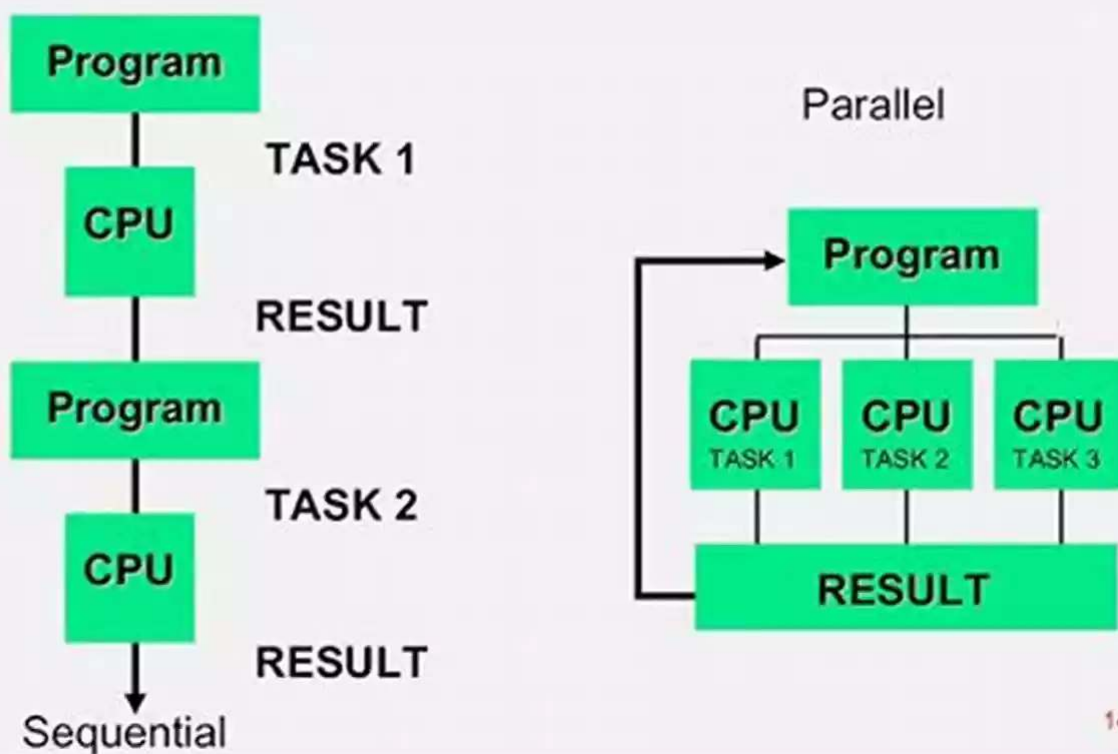 Program
TASK 1
CPU
RESULT
Program
TASK 2
CPU
RESULT
Sequential
Parallel
Program
CPU CPU CPU
TASK 1 TASK 2 TASK 3
RESULT